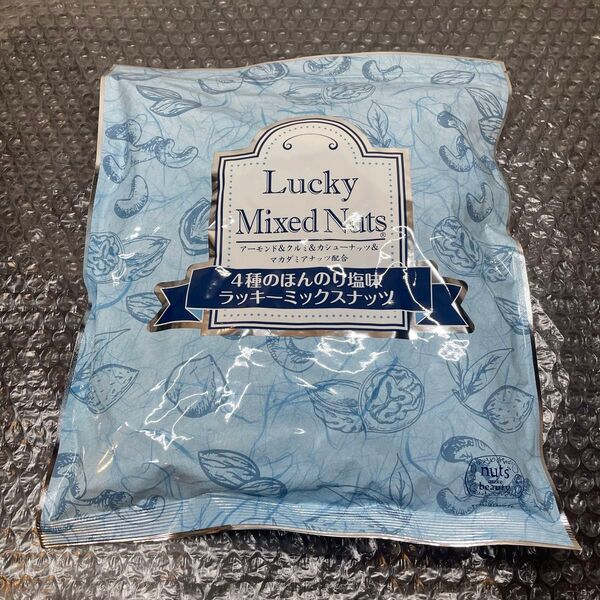 Lucky
Mixed Nuts®
アーモンド&クルミ&カシューナッツ&
マカダミアナッツ配合
4種のほんのり塩味
ラッキーミックスナッツ
nuts
make
beauty